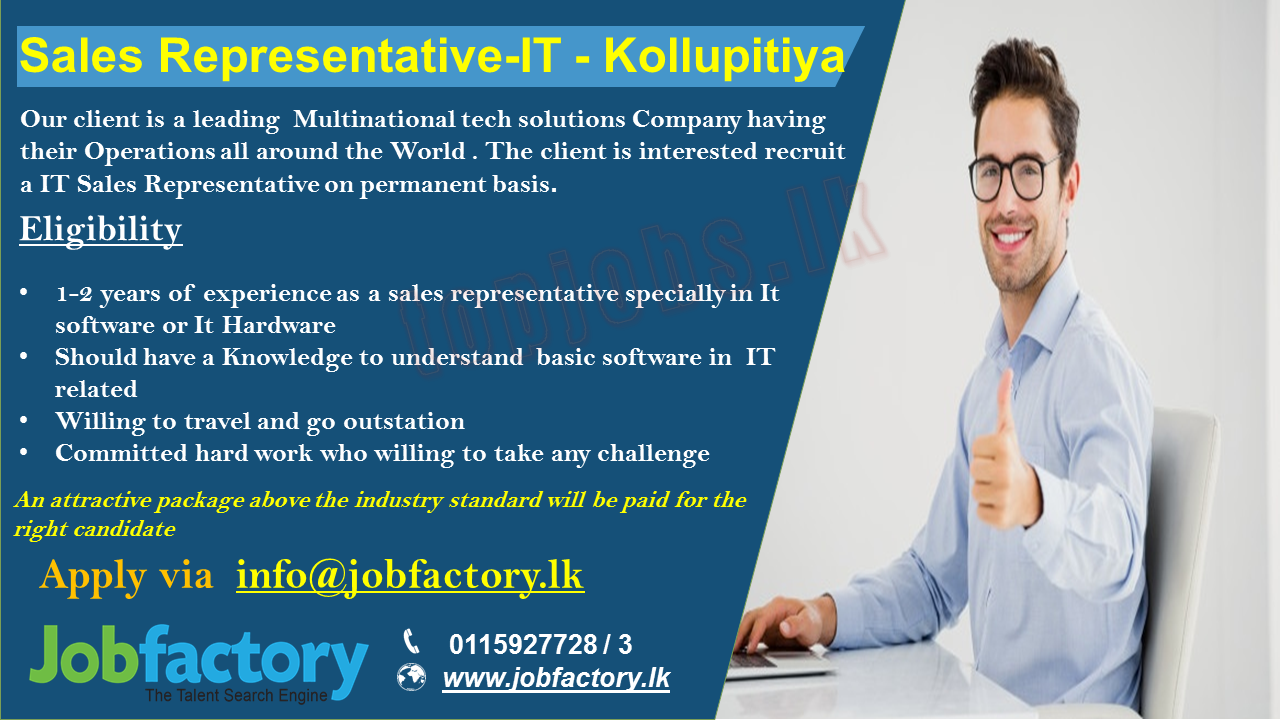 Sales Representative-IT - Kollupitiya
Our client is a leading Multinational tech solutions Company having
their Operations all around the World . The client is interested recruit
a IT Sales Representative on permanent basis.
Eligibility
• 1-2 years of experience as a sales representative specially in It
software or It Hardware
• Should have a Knowledge to understand basic software in IT
related
• Willing to travel and go outstation
• Committed hard work who willing to take any challenge
topjobs.lk
An attractive package above the industry standard will be paid for the
right candidate
Apply via info@jobfactory.lk
Jobfactory
The Talent Search Engine
0115927728 / 3
www.jobfactory.lk